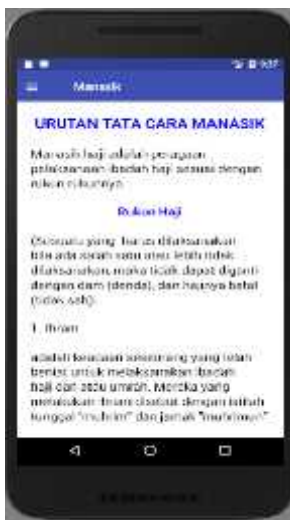 Manasik
URUTAN TATA CARA MANASIK
Manasik haji adalah peragaan
pelaksanaan ibadah haji sesuai dengan
rukun-rukunnya.
Rukun Haji
(Sesuatu yang harus dilaksanakan
bila ada salah satu atau lebih tidak
dilaksanakan, maka tidak dapat diganti
dengan dam (denda), dan hajinya batal
(tidak sah).
1. Ihram
adalah keadaan seseorang yang telah
berniat untuk melaksanakan ibadah
haji dan atau umrah. Mereka yang
melakukan ihram disebut dengan istilah
tunggal "muhrim" dan jamak "muhrimun"